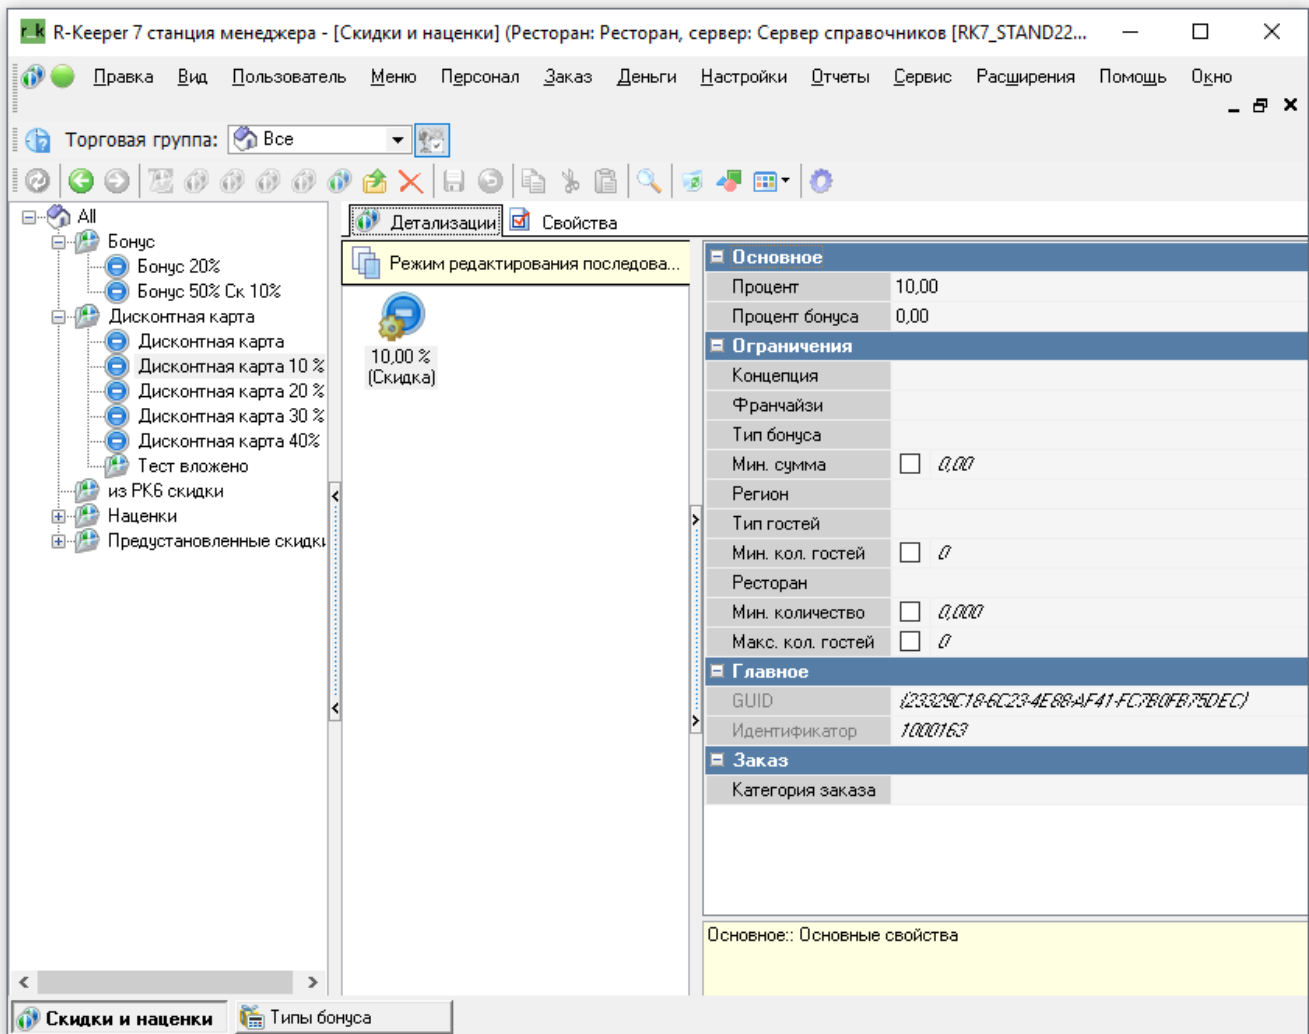 r_k R-Keeper 7 станция менеджера - [Скидки и наценки] (Ресторан: Ресторан, сервер: Сервер справочников [RK7_STAND22...
Правка Вид Пользователь Меню Персонал Заказ Деньги Настройки Отчеты Сервис Расширения Помощь Окно
Торговая группа: Все
All
Бонус
Бонус 20%
Бонус 50% Ск 10%
Дисконтная карта
Дисконтная карта
Дисконтная карта 10 %
Дисконтная карта 20 %
Дисконтная карта 30 %
Дисконтная карта 40%
Тест вложено
из РК6 скидки
Наценки
Предустановленные скидки
Детализации Свойства
Режим редактирования последова...
10,00 %
(Скидка)
Основное
Процент 10,00
Процент бонуса 0,00
Ограничения
Концепция
Франчайзи
Тип бонуса
Мин. сумма 0,00
Регион
Тип гостей
Мин. кол. гостей 0
Ресторан
Мин. количество 0,000
Макс. кол. гостей 0
Главное
GUID {23329C18-6C23-4E88-AF41-FC7B0FB75DEC}
Идентификатор 1000163
Заказ
Категория заказа
Основное:: Основные свойства
Скидки и наценки Типы бонуса